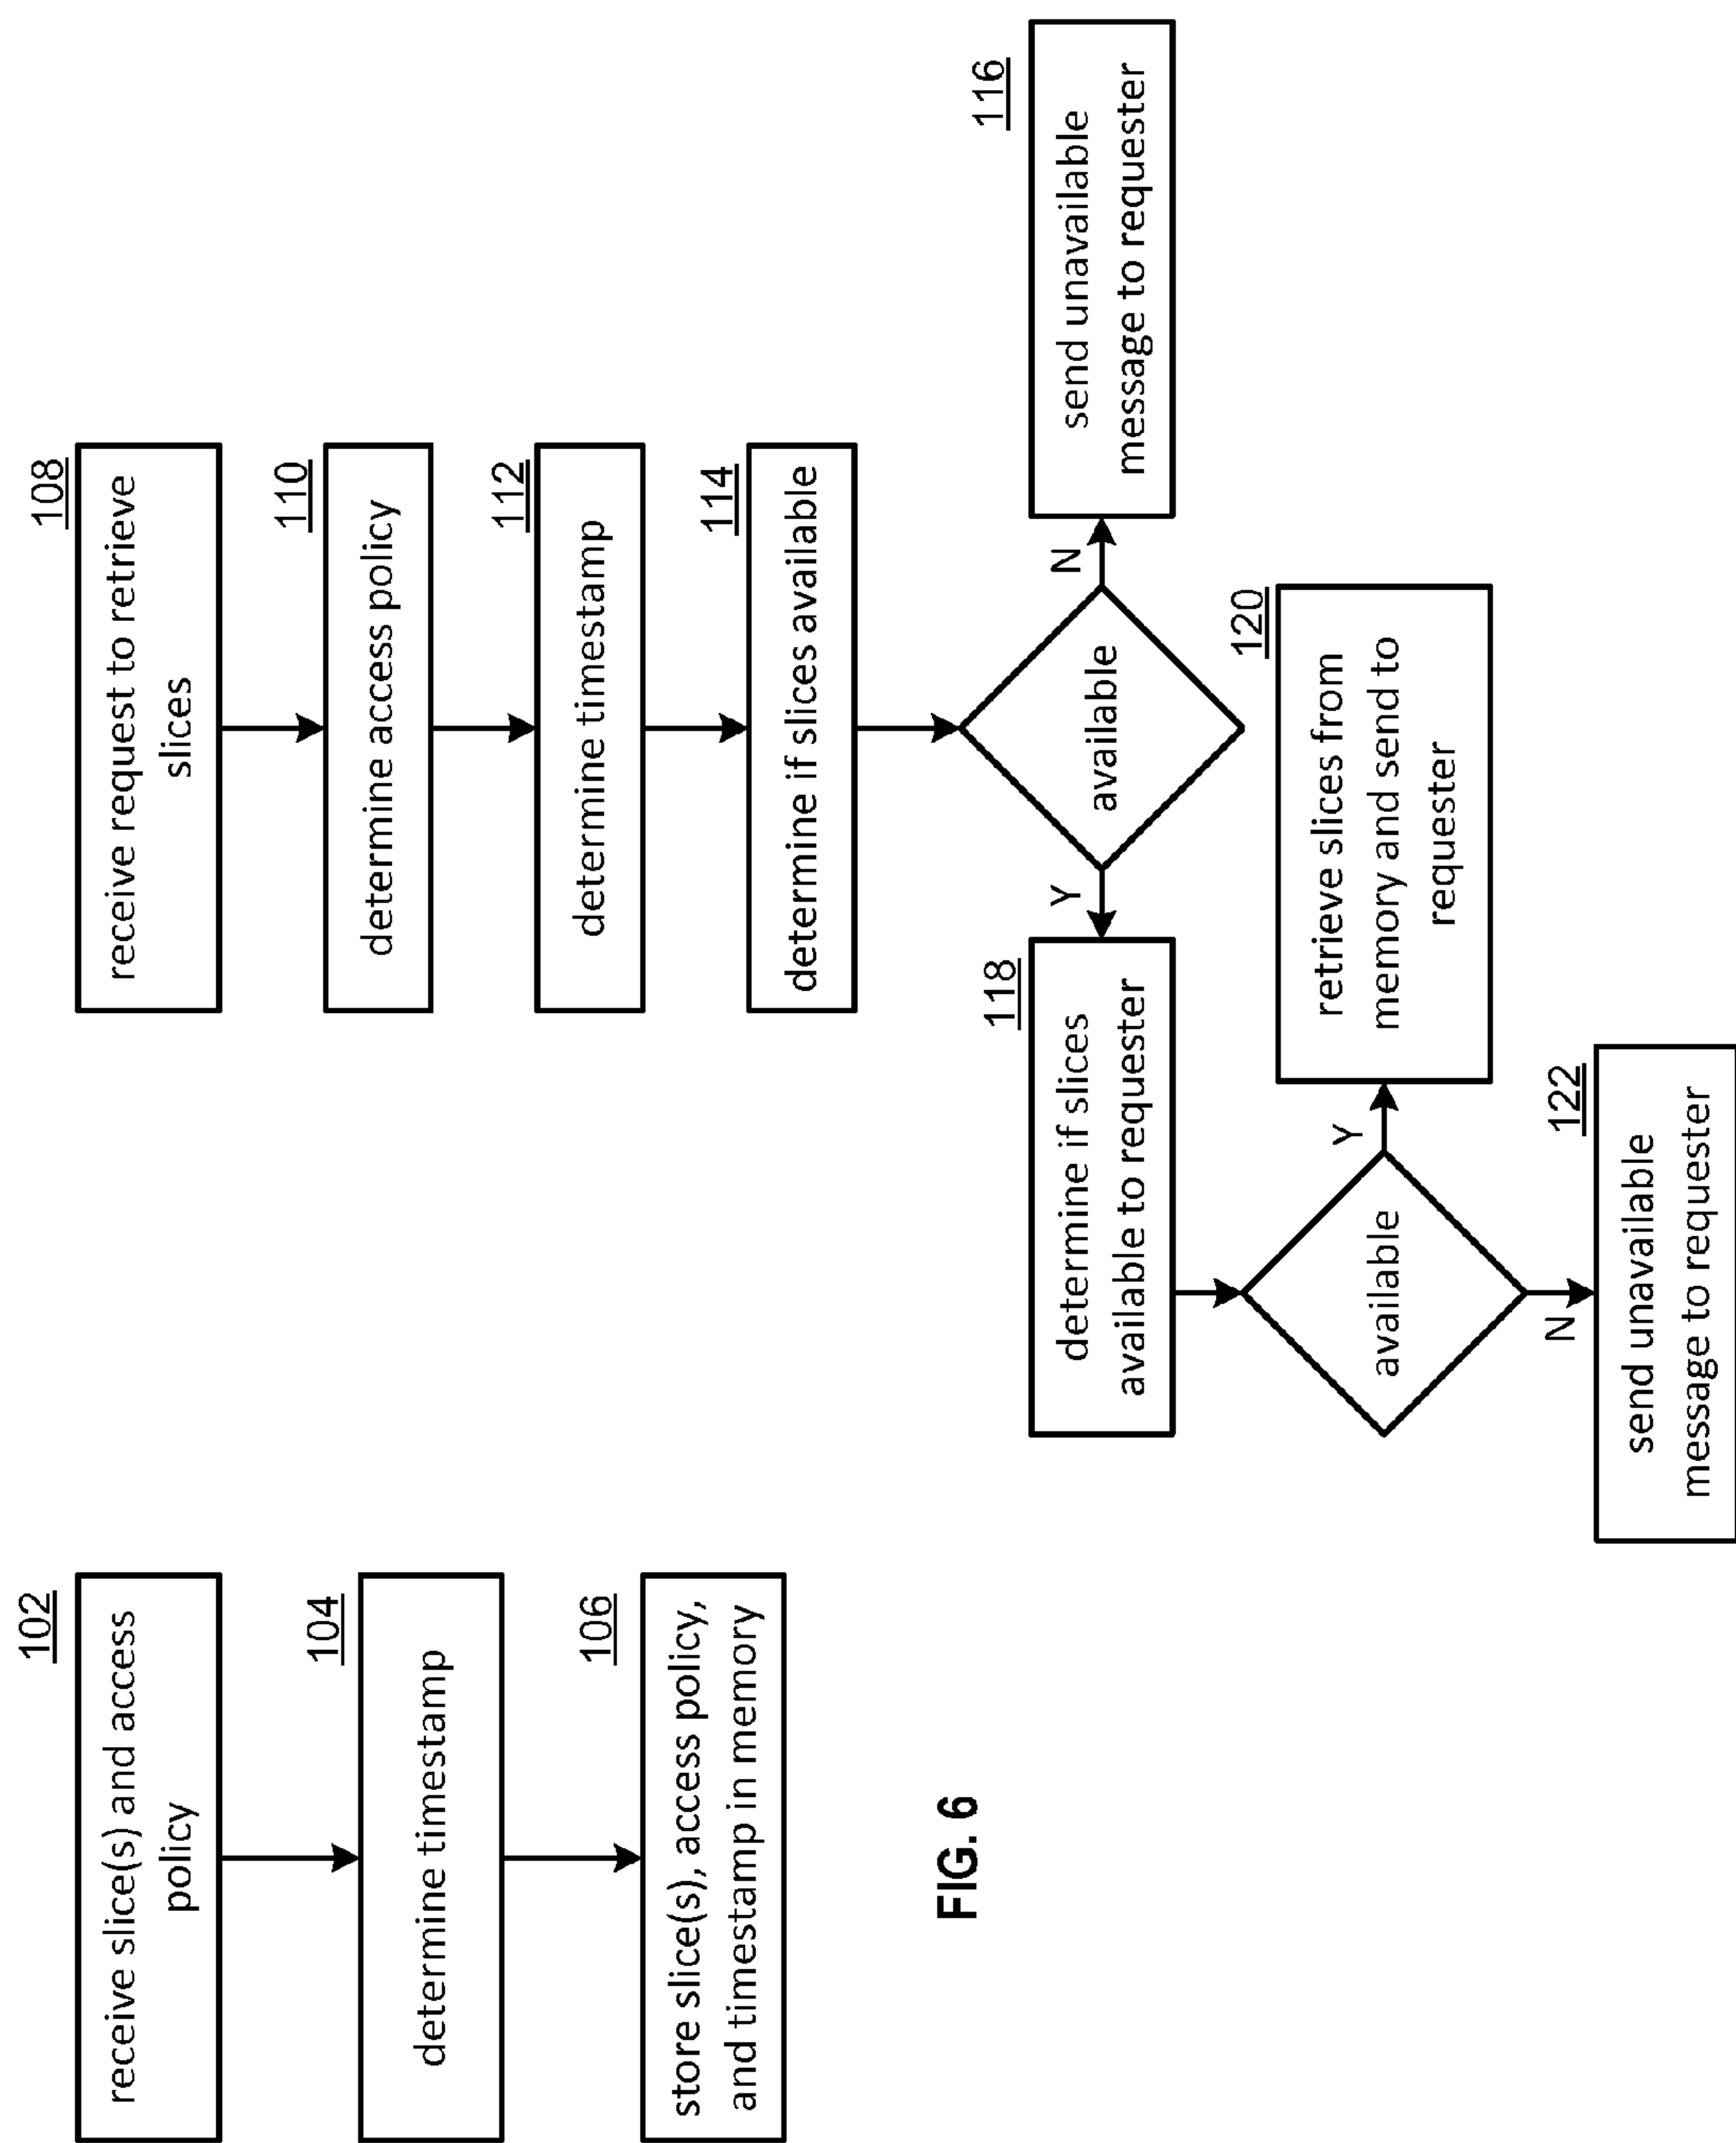 102
receive slice(s) and access
policy
104
determine timestamp
106
store slice(s), access policy,
and timestamp in memory
FIG. 6
108
receive request to retrieve
slices
110
determine access policy
112
determine timestamp
114
determine if slices available
available
Y
N
116
send unavailable
message to requester
118
determine if slices
available to requester
available
Y
N
120
retrieve slices from
memory and send to
requester
122
send unavailable
message to requester